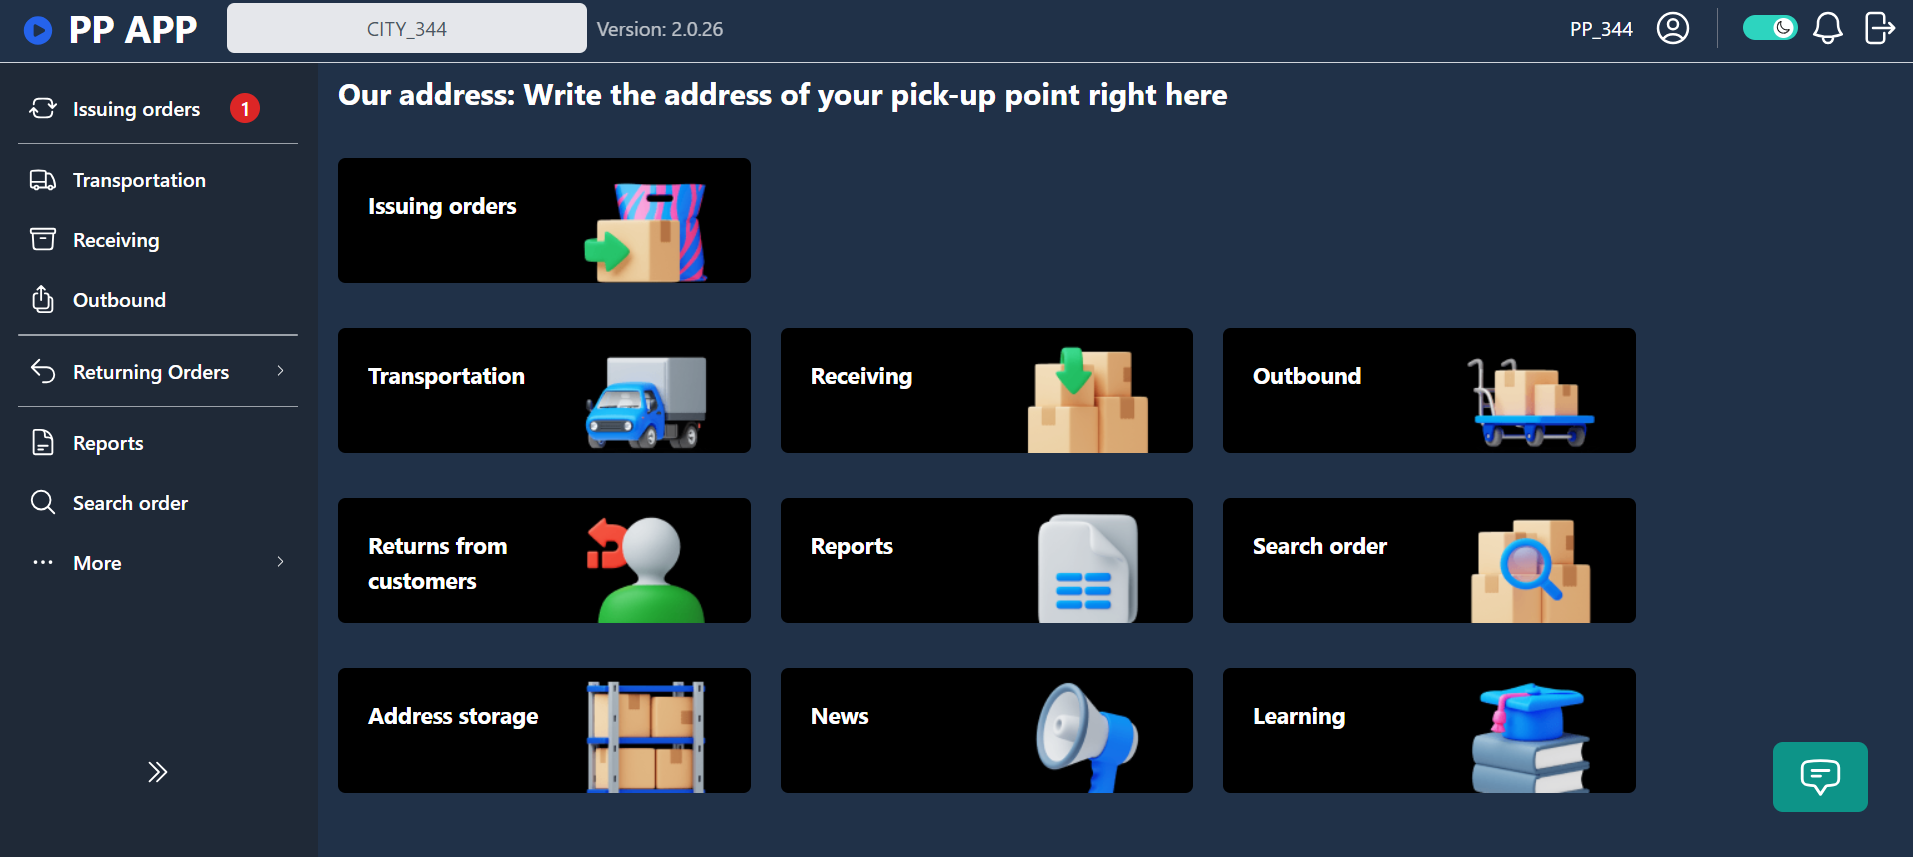 PP APP
CITY_344
Version: 2.0.26
PP_344
Issuing orders
1
Transportation
Receiving
Outbound
Returning Orders
Reports
Search order
More
Our address: Write the address of your pick-up point right here
Issuing orders
Transportation
Receiving
Outbound
Returns from
customers
Reports
Search order
Address storage
News
Learning